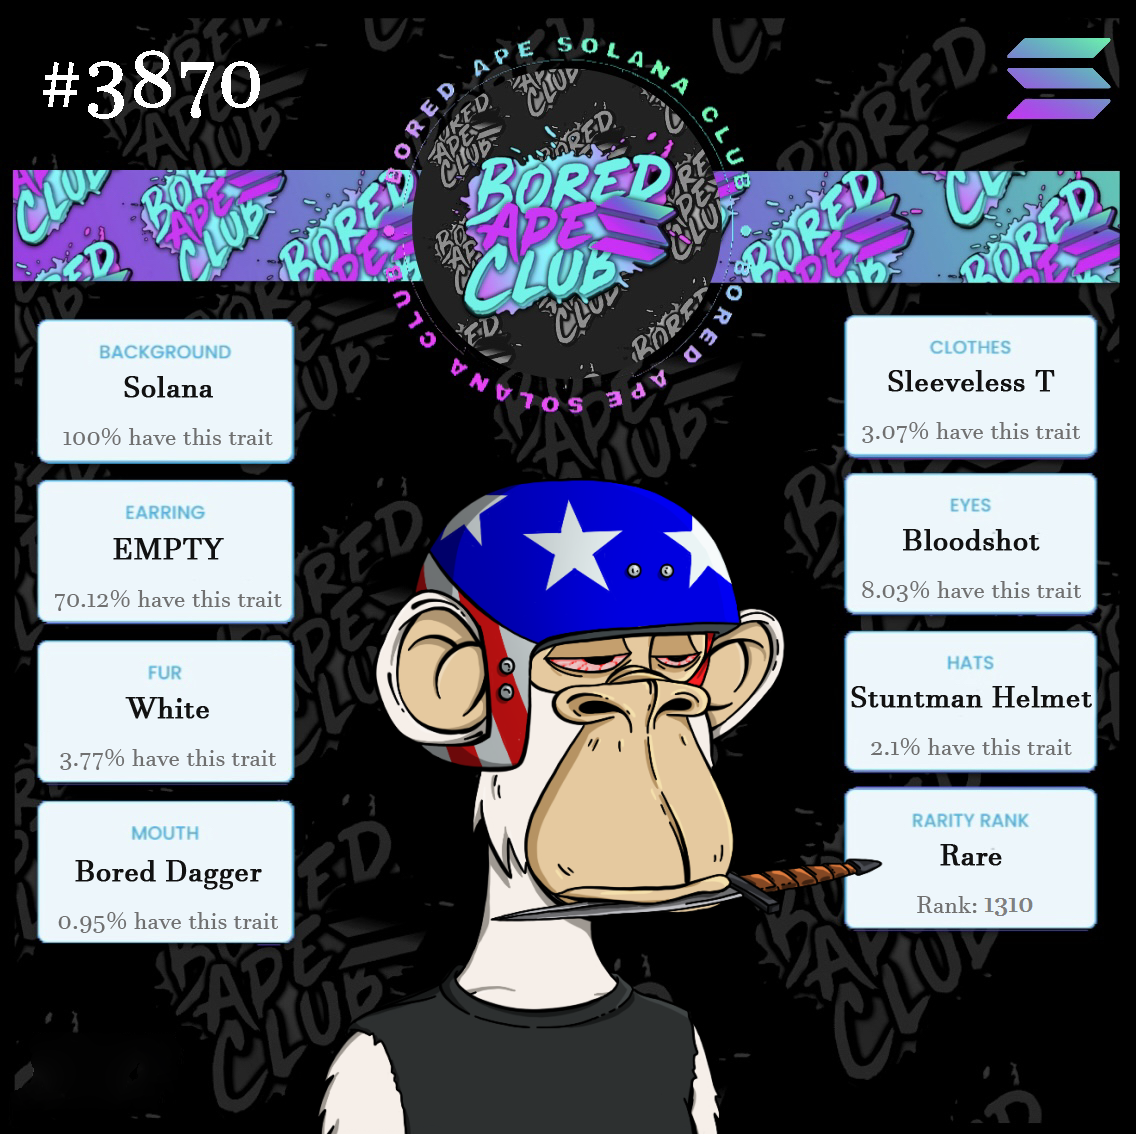 #3870
BORED APE SOLANA CLUB
BORED APE SOLANA CLUB
BORED
APE
CLUB
BACKGROUND
Solana
100% have this trait
EARRING
EMPTY
70.12% have this trait
FUR
White
3.77% have this trait
MOUTH
Bored Dagger
0.95% have this trait
CLOTHES
Sleeveless T
3.07% have this trait
EYES
Bloodshot
8.03% have this trait
HATS
Stuntman Helmet
2.1% have this trait
RARITY RANK
Rare
Rank: 1310